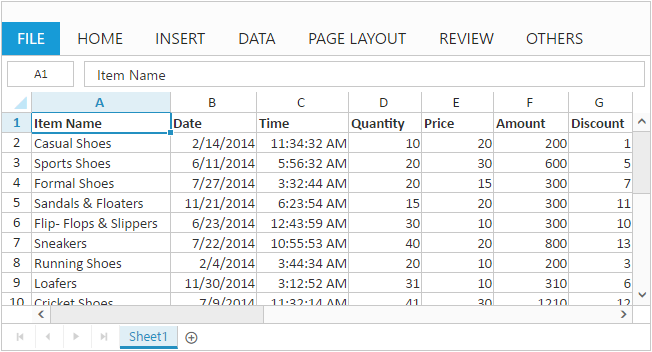 FILE HOME INSERT DATA PAGE LAYOUT REVIEW OTHERS
A1 Item Name
A B C D E F G
1 Item Name Date Time Quantity Price Amount Discount
2 Casual Shoes 2/14/2014 11:34:32 AM 10 20 200 1
3 Sports Shoes 6/11/2014 5:56:32 AM 20 30 600 5
4 Formal Shoes 7/27/2014 3:32:44 AM 20 15 300 7
5 Sandals & Floaters 11/21/2014 6:23:54 AM 15 20 300 11
6 Flip- Flops & Slippers 6/23/2014 12:43:59 AM 30 10 300 10
7 Sneakers 7/22/2014 10:55:53 AM 40 20 800 13
8 Running Shoes 2/4/2014 3:44:34 AM 20 10 200 3
9 Loafers 11/30/2014 3:12:52 AM 31 10 310 6
10 Cricket Shoes 7/9/2014 11:32:14 AM 41 30 1210 12
Sheet1